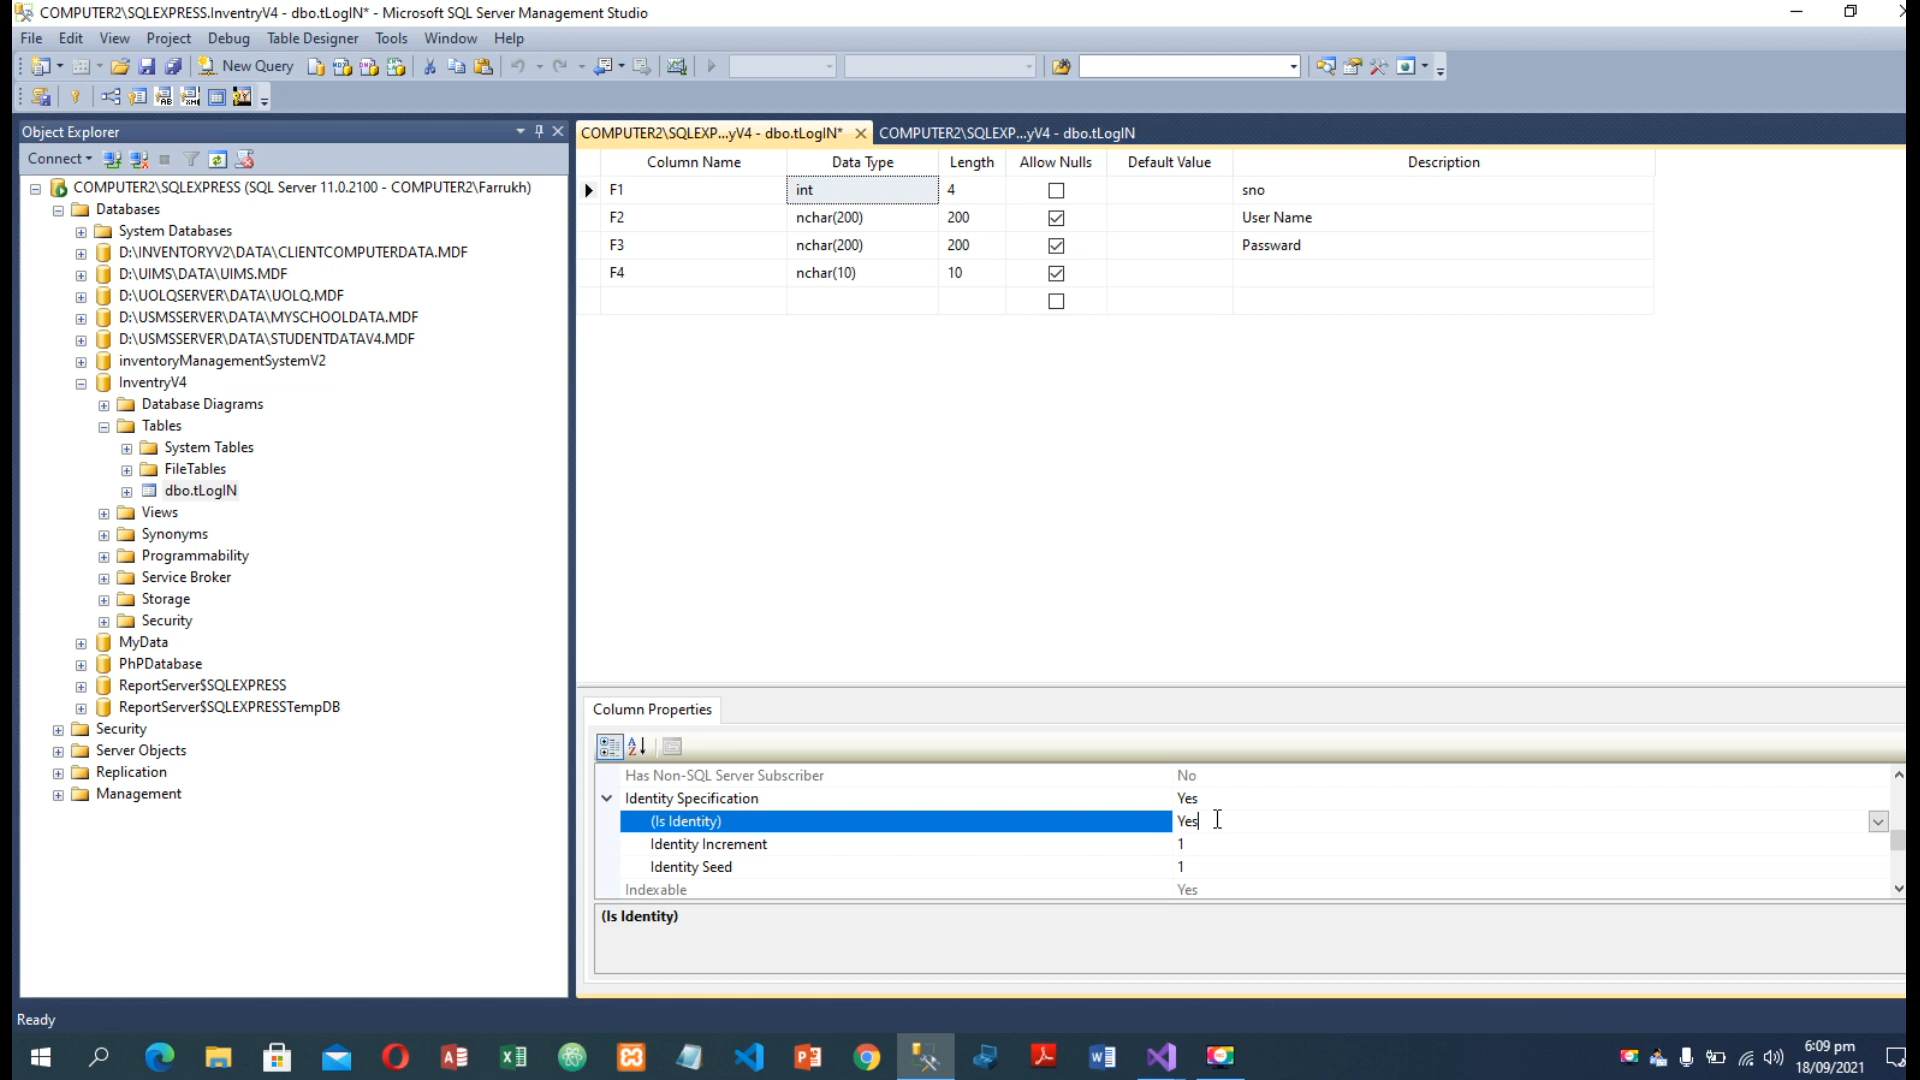 COMPUTER2\SQLEXPRESS.InventryV4 - dbo.tLogIN* - Microsoft SQL Server Management Studio
File Edit View Project Debug Table Designer Tools Window Help
New Query
Object Explorer
Connect
COMPUTER2\SQLEXPRESS (SQL Server 11.0.2100 - COMPUTER2\Farrukh)
Databases
System Databases
D:\INVENTORYV2\DATA\CLIENTCOMPUTERDATA.MDF
D:\UIMS\DATA\UIMS.MDF
D:\UOLQSERVER\DATA\UOLQ.MDF
D:\USMSSERVER\DATA\MYSCHOOLDATA.MDF
D:\USMSSERVER\DATA\STUDENTDATAV4.MDF
inventoryManagementSystemV2
InventryV4
Database Diagrams
Tables
System Tables
FileTables
dbo.tLogIN
Views
Synonyms
Programmability
Service Broker
Storage
Security
MyData
PhPDatabase
ReportServer$SQLEXPRESS
ReportServer$SQLEXPRESSTempDB
Security
Server Objects
Replication
Management
COMPUTER2\SQLEXP...yV4 - dbo.tLogIN* COMPUTER2\SQLEXP...yV4 - dbo.tLogIN
Column Name Data Type Length Allow Nulls Default Value Description
F1 int 4 sno
F2 nchar(200) 200 User Name
F3 nchar(200) 200 Passward
F4 nchar(10) 10
Column Properties
Has Non-SQL Server Subscriber No
Identity Specification Yes
(Is Identity) Yes
Identity Increment 1
Identity Seed 1
Indexable Yes
(Is Identity)
Ready
6:09 pm
18/09/2021